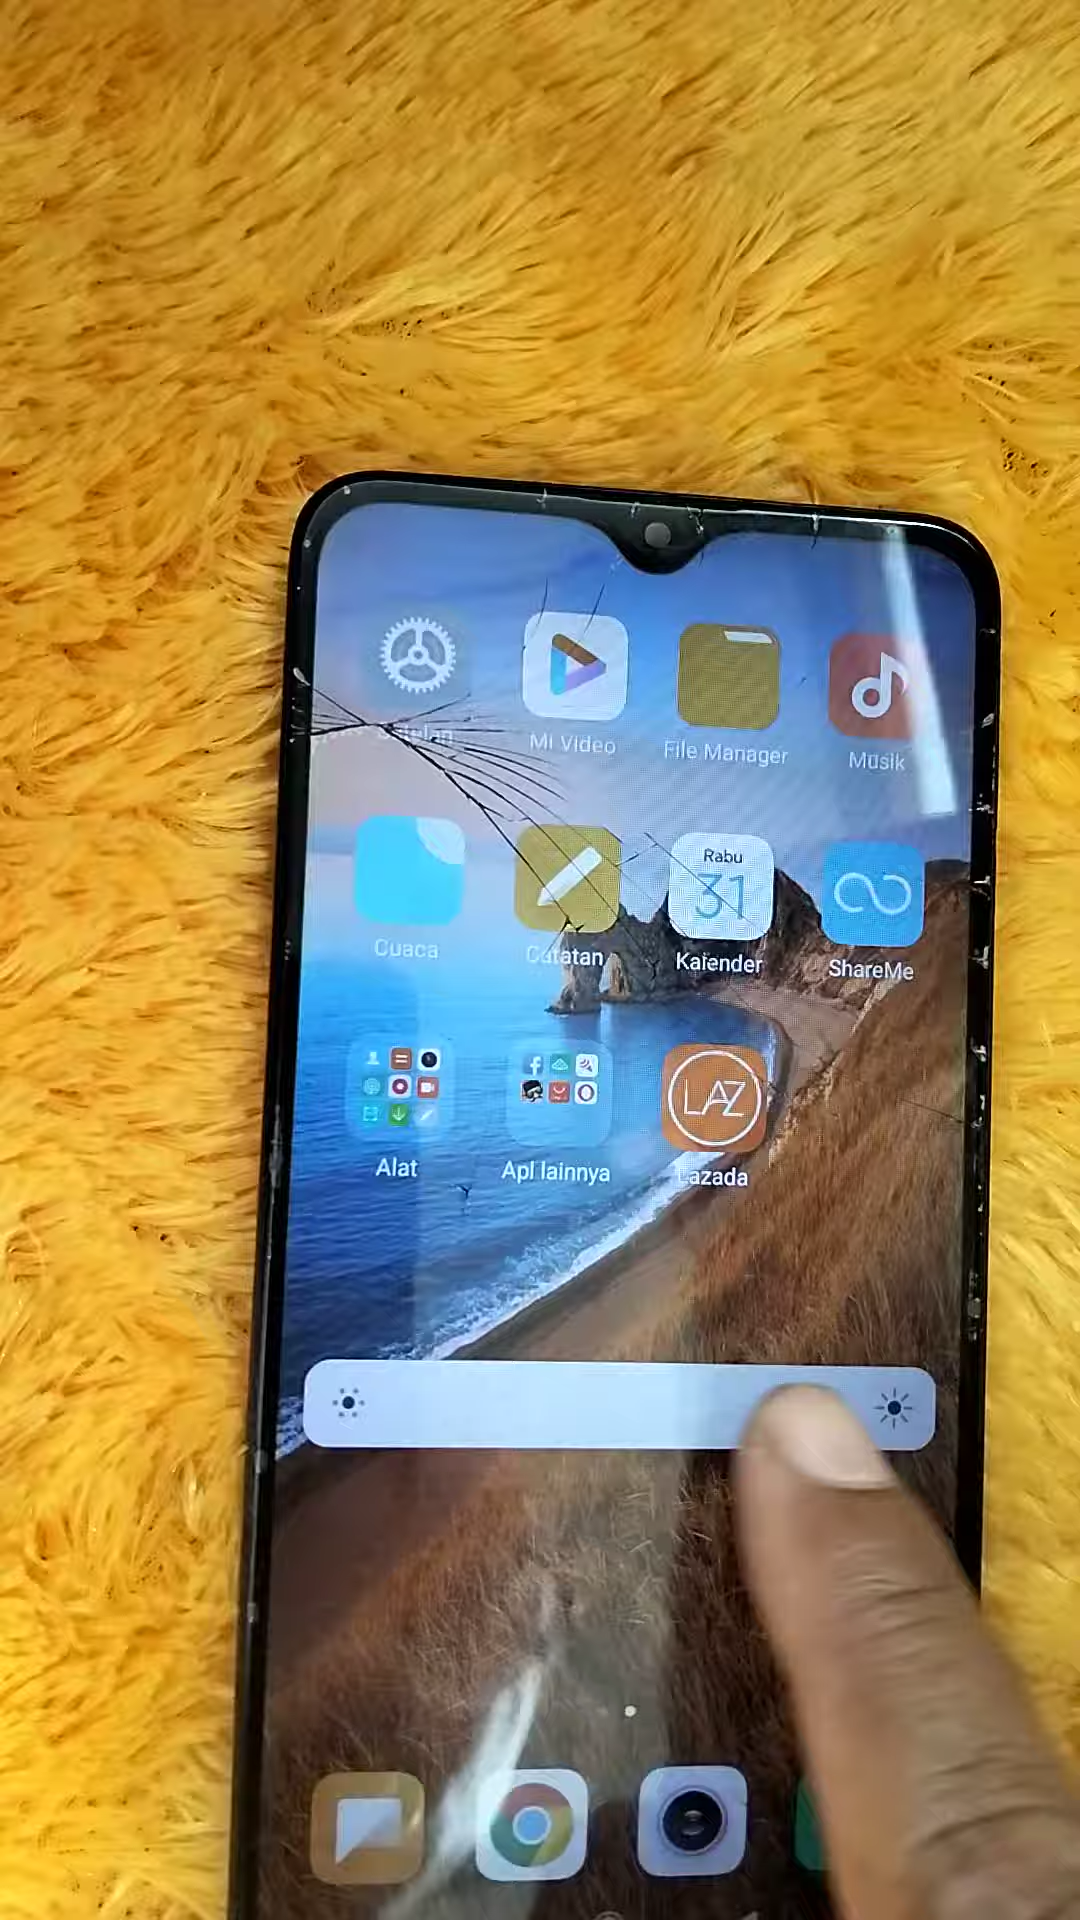 Mi Video
File Manager
Musik
Cuaca
Catatan
Rabu
31
Kalender
ShareMe
LAZ
Alat
Apl lainnya
Lazada